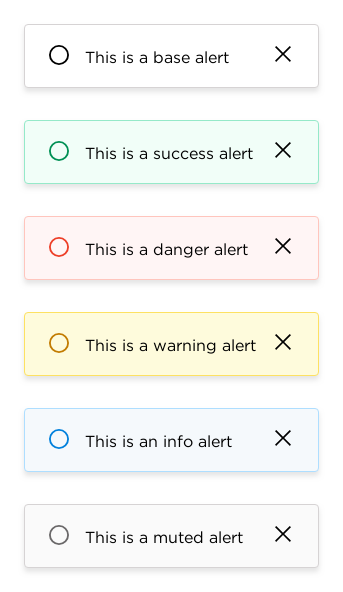 This is a base alert
This is a success alert
This is a danger alert
This is a warning alert
This is an info alert
This is a muted alert